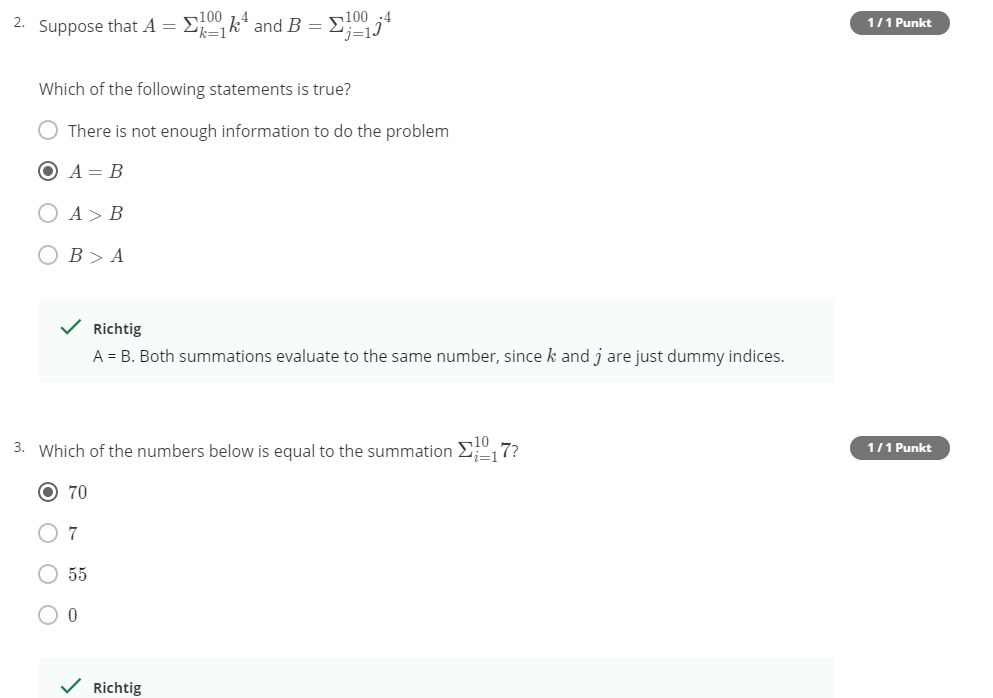 2. Suppose that A = Σ_{k=1}^{100} k^4 and B = Σ_{j=1}^{100} j^4
1 / 1 Punkt
Which of the following statements is true?
There is not enough information to do the problem
A = B
A > B
B > A
Richtig
A = B. Both summations evaluate to the same number, since k and j are just dummy indices.
3. Which of the numbers below is equal to the summation Σ_{i=1}^{10} 7?
1 / 1 Punkt
70
7
55
0
Richtig